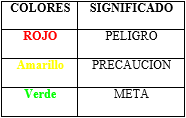 COLORES SIGNIFICADO
ROJO PELIGRO
Amarillo PRECAUCION
Verde META